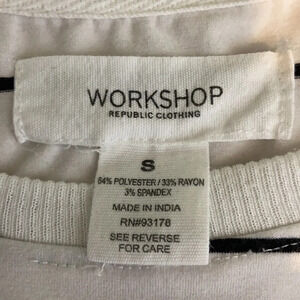 WORKSHOP
REPUBLIC CLOTHING
S
64% POLYESTER / 33% RAYON
3% SPANDEX
MADE IN INDIA
RN#93178
SEE REVERSE
FOR CARE